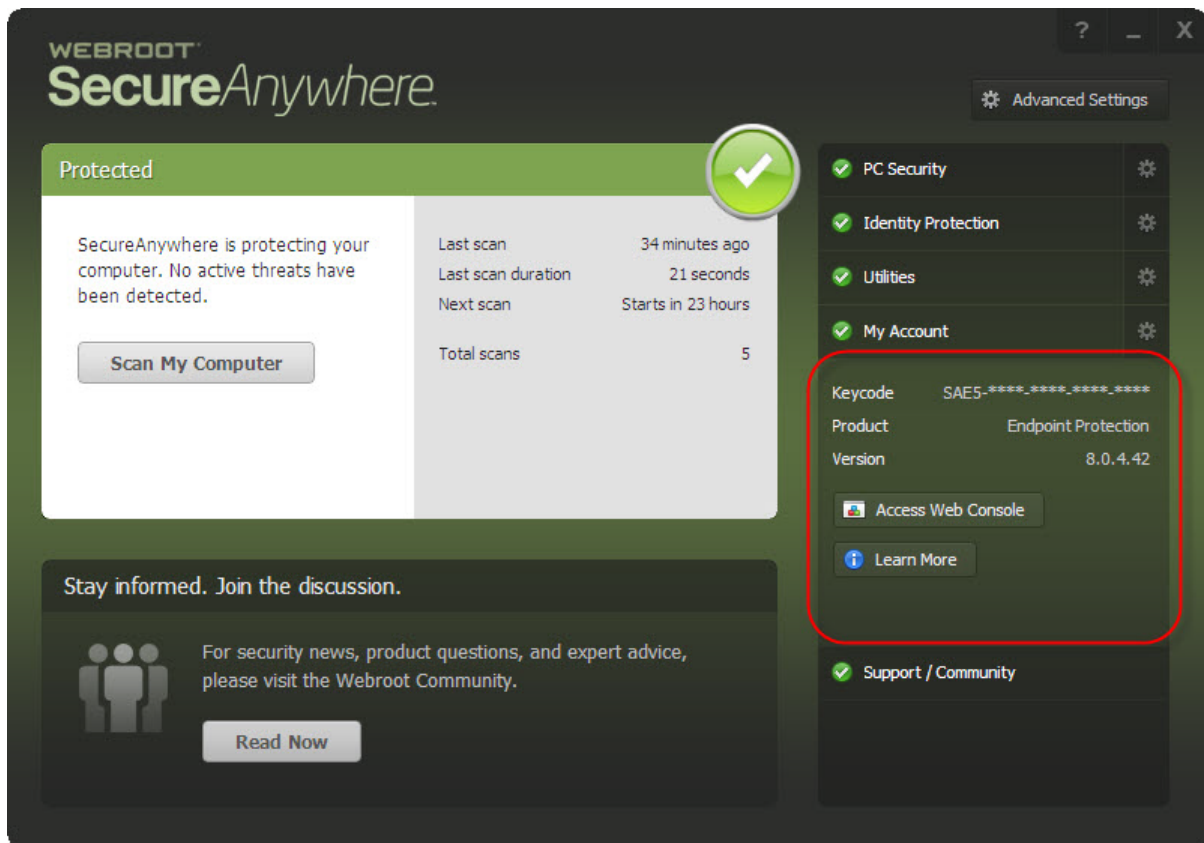 WEBROOT
SecureAnywhere
? _ X
Advanced Settings
Protected
SecureAnywhere is protecting your
computer. No active threats have
been detected.
Scan My Computer
Last scan 34 minutes ago
Last scan duration 21 seconds
Next scan Starts in 23 hours
Total scans 5
Stay informed. Join the discussion.
For security news, product questions, and expert advice,
please visit the Webroot Community.
Read Now
PC Security
Identity Protection
Utilities
My Account
Keycode SAE5-****-****-****-****
Product Endpoint Protection
Version 8.0.4.42
Access Web Console
Learn More
Support / Community